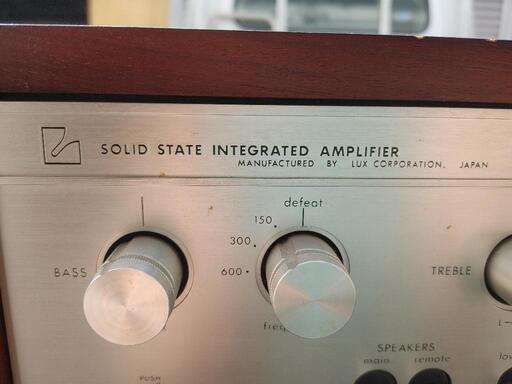 SOLID STATE INTEGRATED AMPLIFIER
MANUFACTURED BY LUX CORPORATION. JAPAN
defeat
150
300
BASS
600
TREBLE
L
SPEAKERS
main remote
PUSH